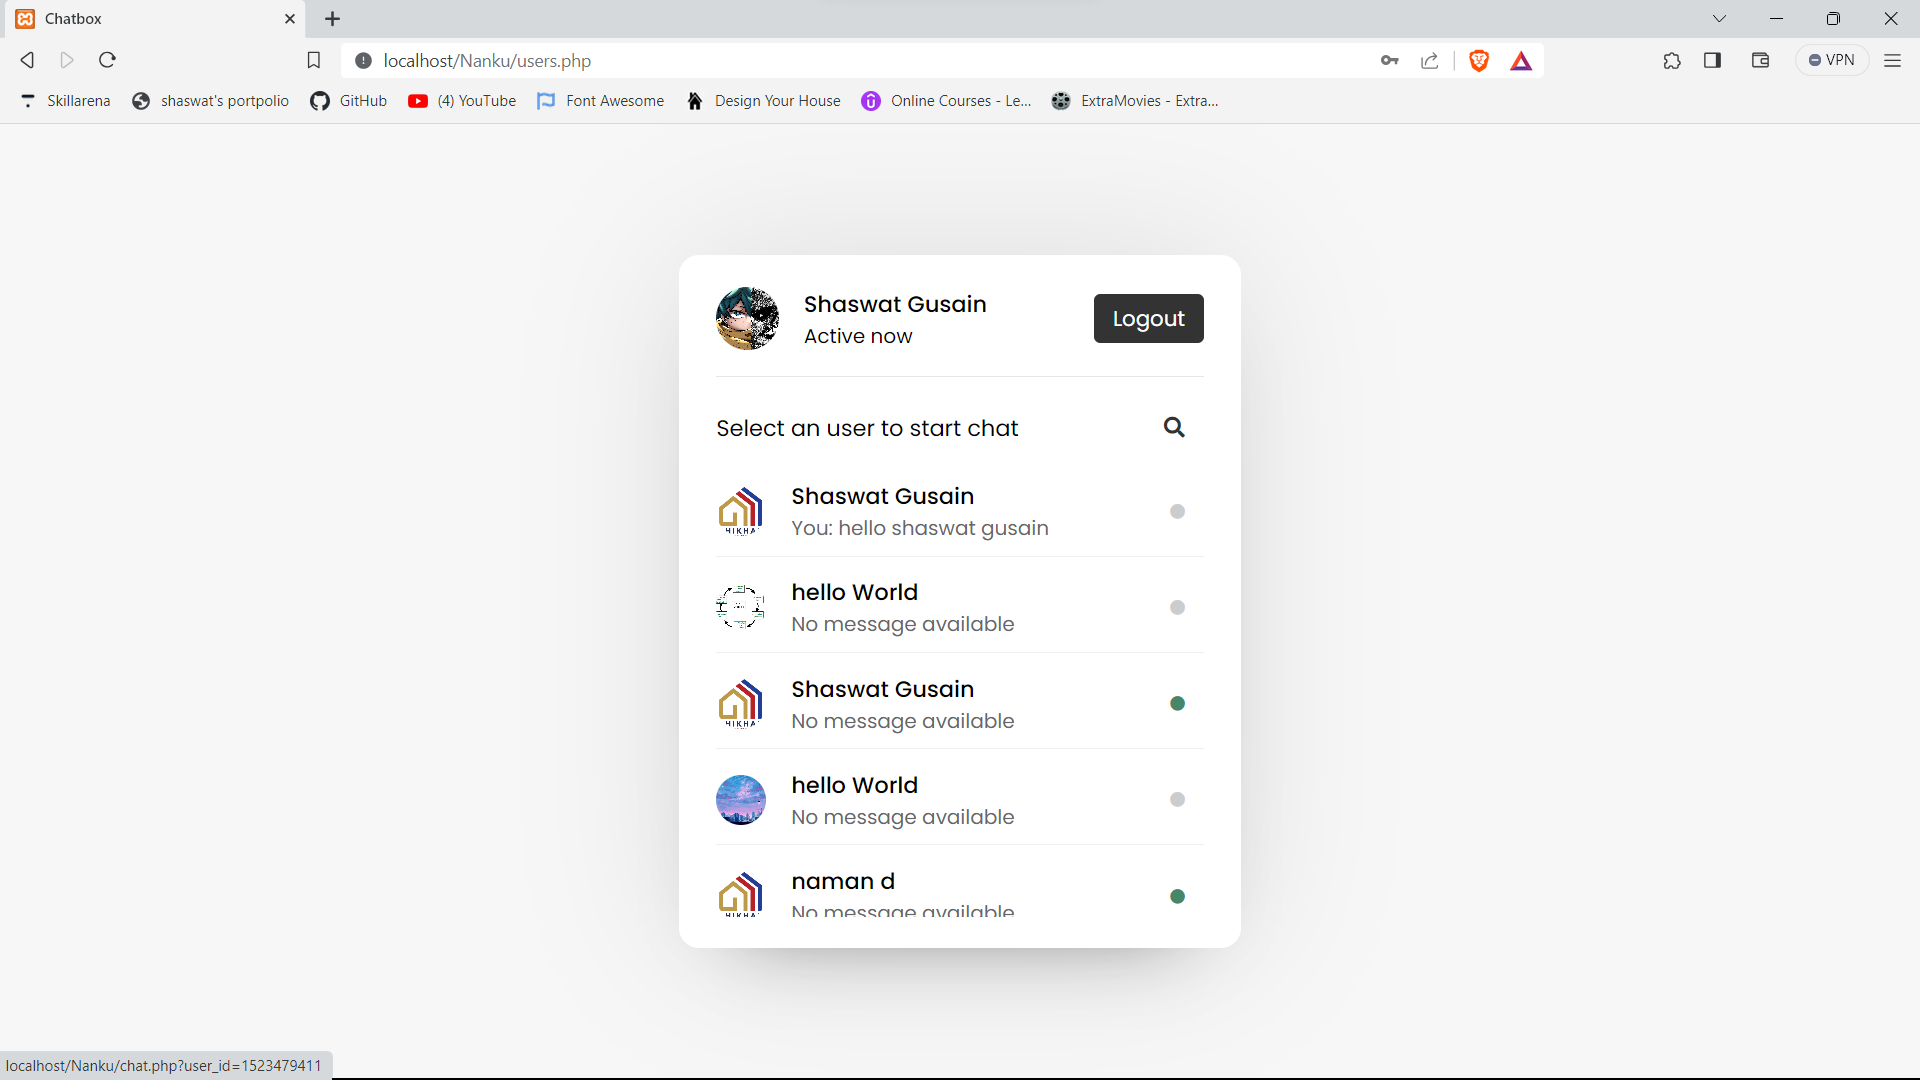 Chatbox
localhost/Nanku/users.php
VPN
Skillarena
shaswat's portpolio
GitHub
(4) YouTube
Font Awesome
Design Your House
Online Courses - Le...
ExtraMovies - Extra...
Shaswat Gusain
Active now
Logout
Select an user to start chat
Shaswat Gusain
You: hello shaswat gusain
hello World
No message available
Shaswat Gusain
No message available
hello World
No message available
naman d
No message available
localhost/Nanku/chat.php?user_id=1523479411